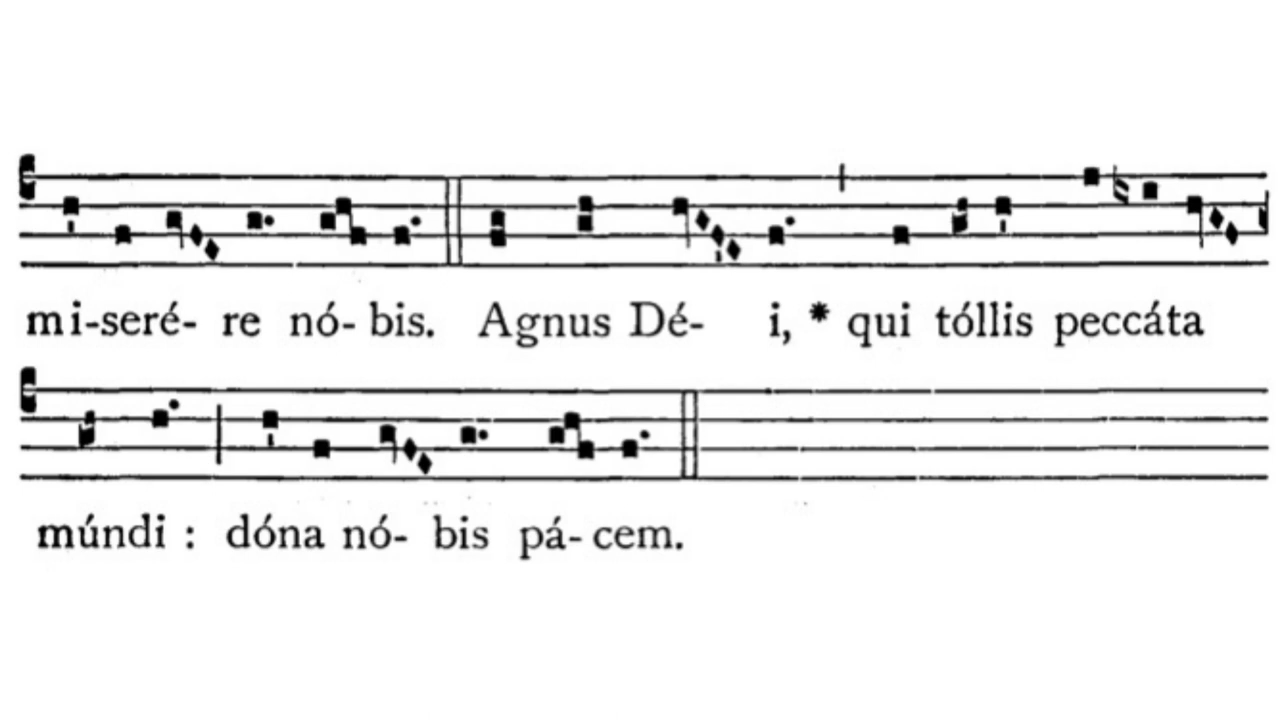 mi-seré- re nó- bis. Agnus Dé- i, * qui tóllis peccáta
múndi : dóna nó- bis pá- cem.